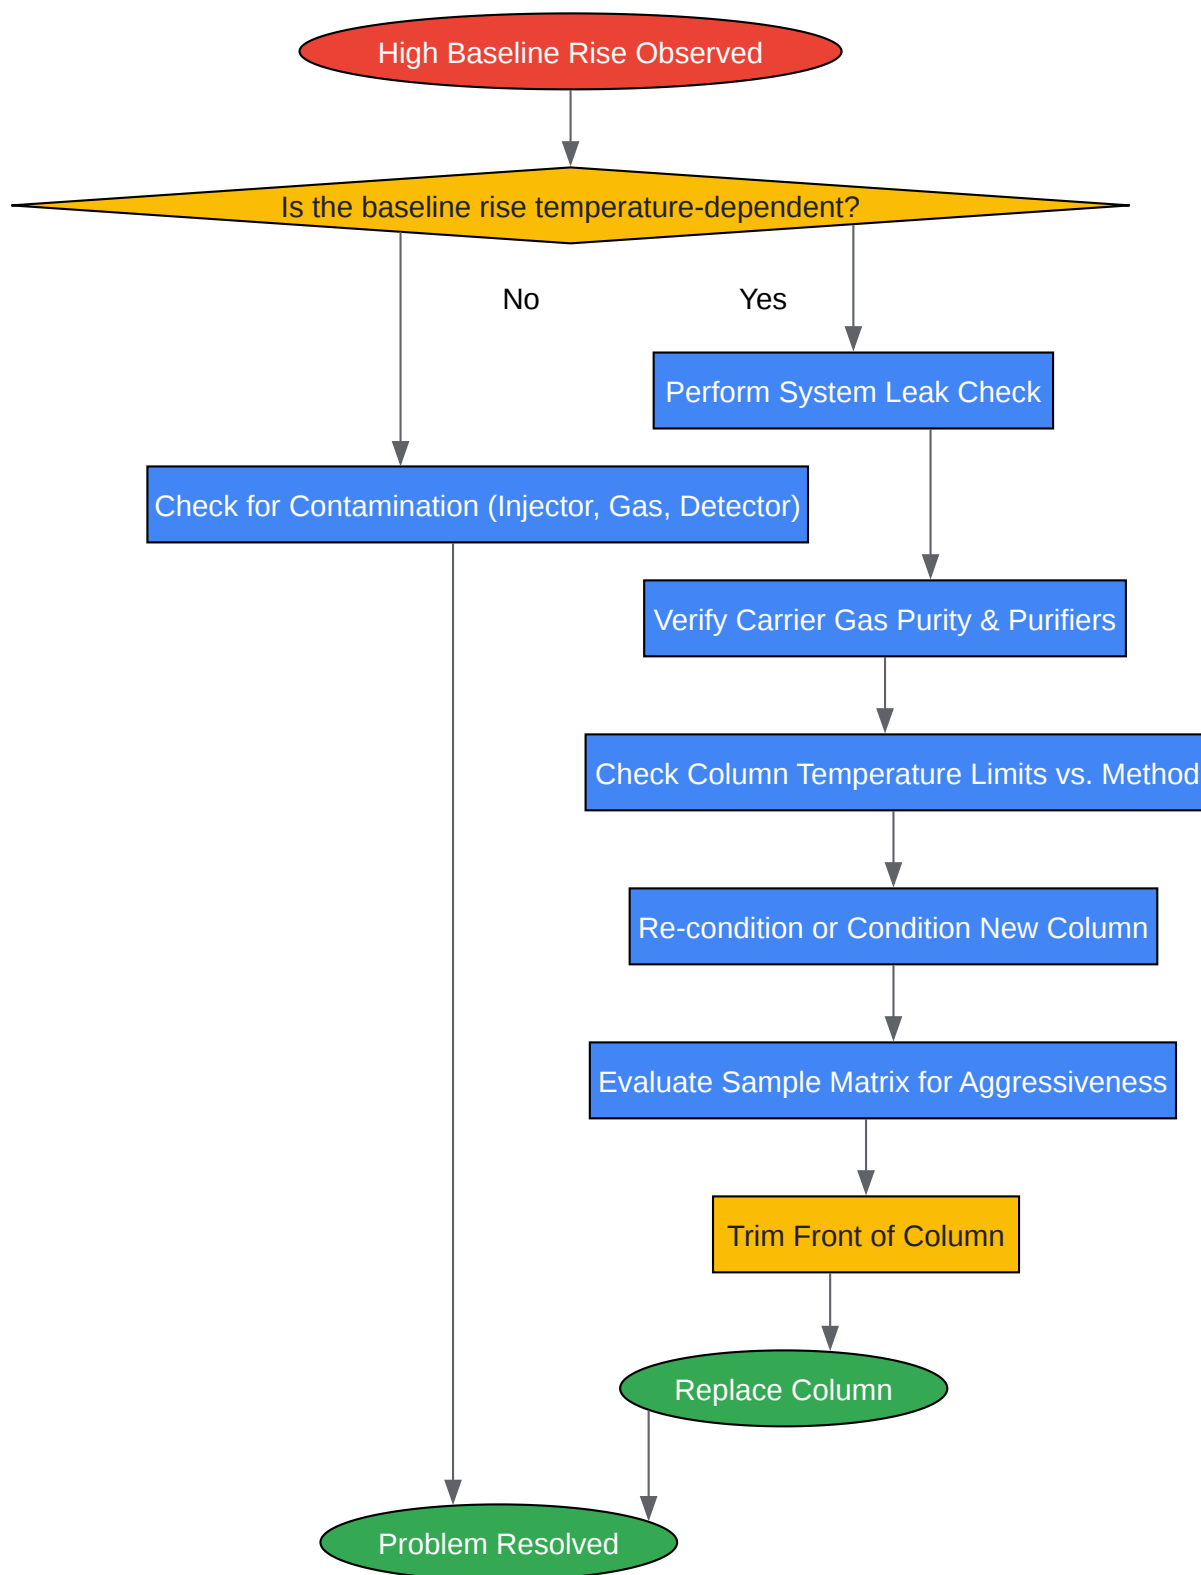 High Baseline Rise Observed
Is the baseline rise temperature-dependent?
No
Yes
Perform System Leak Check
Check for Contamination (Injector, Gas, Detector)
Verify Carrier Gas Purity & Purifiers
Check Column Temperature Limits vs. Method
Re-condition or Condition New Column
Evaluate Sample Matrix for Aggressiveness
Trim Front of Column
Replace Column
Problem Resolved